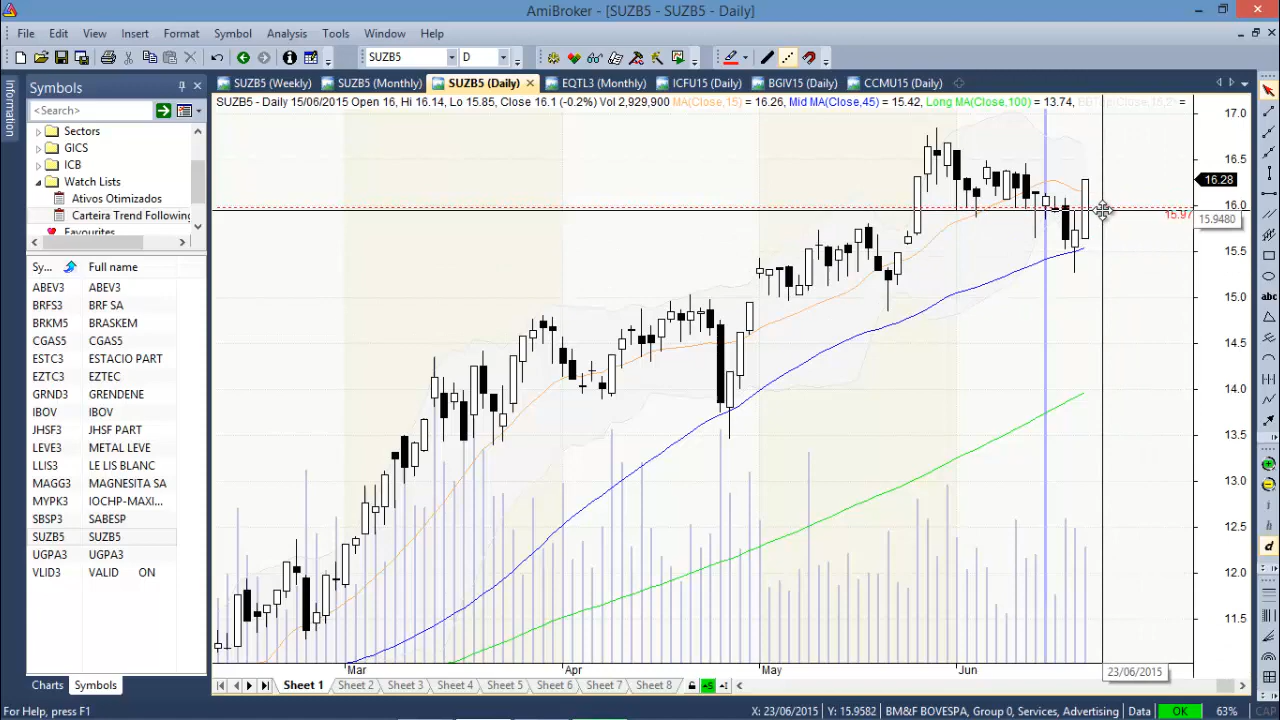 AmiBroker - [SUZB5 - SUZB5 - Daily]
File Edit View Insert Format Symbol Analysis Tools Window Help
SUZB5 D
Information
Symbols
SUZB5 (Weekly) SUZB5 (Monthly) SUZB5 (Daily) EQTL3 (Monthly) ICFU15 (Daily) BGIV15 (Daily) CCMU15 (Daily)
<Search>
SUZB5 - Daily 15/06/2015 Open 16, Hi 16.14, Lo 15.85, Close 16.1 (-0.2%) Vol 2,929,900 MA(Close,15) = 16.26, Mid MA(Close,45) = 15.42, Long MA(Close,100) = 13.74,
Sectors
GICS
ICB
Watch Lists
Ativos Otimizados
Carteira Trend Following
Favourites
Sy... Full name
ABEV3 ABEV3
BRFS3 BRF SA
BRKM5 BRASKEM
CGAS5 CGAS5
ESTC3 ESTACIO PART
EZTC3 EZTEC
GRND3 GRENDENE
IBOV IBOV
JHSF3 JHSF PART
LEVE3 METAL LEVE
LLIS3 LE LIS BLANC
MAGG3 MAGNESITA SA
MYPK3 IOCHP-MAXI...
SBSP3 SABESP
SUZB5 SUZB5
UGPA3 UGPA3
VLID3 VALID ON
17.0
16.5
16.28
16.0
15.97
15.9480
15.5
15.0
14.5
14.0
13.5
13.0
12.5
12.0
11.5
abc
Mar Apr May Jun
23/06/2015
Charts Symbols
Sheet 1 Sheet 2 Sheet 3 Sheet 4 Sheet 5 Sheet 6 Sheet 7 Sheet 8
For Help, press F1
X: 23/06/2015 Y: 15.9582 BM&F BOVESPA, Group 0, Services, Advertising Data OK 63% CAP